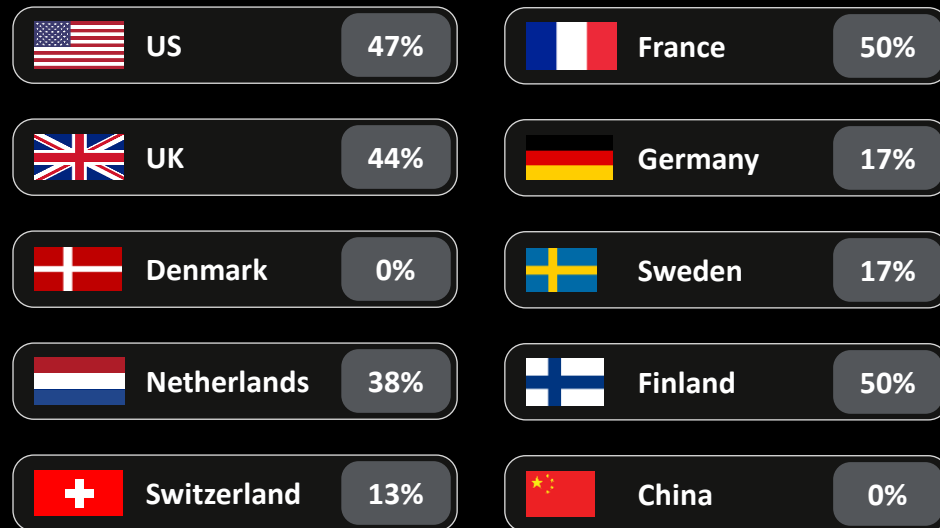 US 47%
France 50%
UK 44%
Germany 17%
Denmark 0%
Sweden 17%
Netherlands 38%
Finland 50%
Switzerland 13%
China 0%